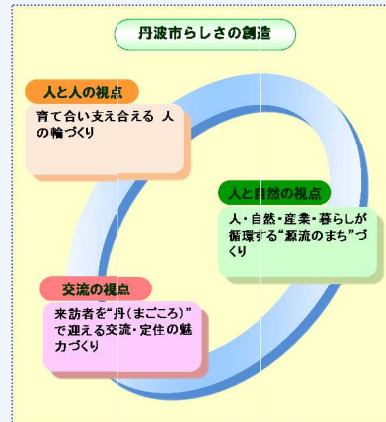 丹波市らしさの創造
人と人の視点
育て合い支え合える 人
の輪づくり
人と自然の視点
人・自然・産業・暮らしが
循環する“源流のまち”づ
くり
交流の視点
来訪者を“丹(まごころ)”
で迎える交流・定住の魅
力づくり